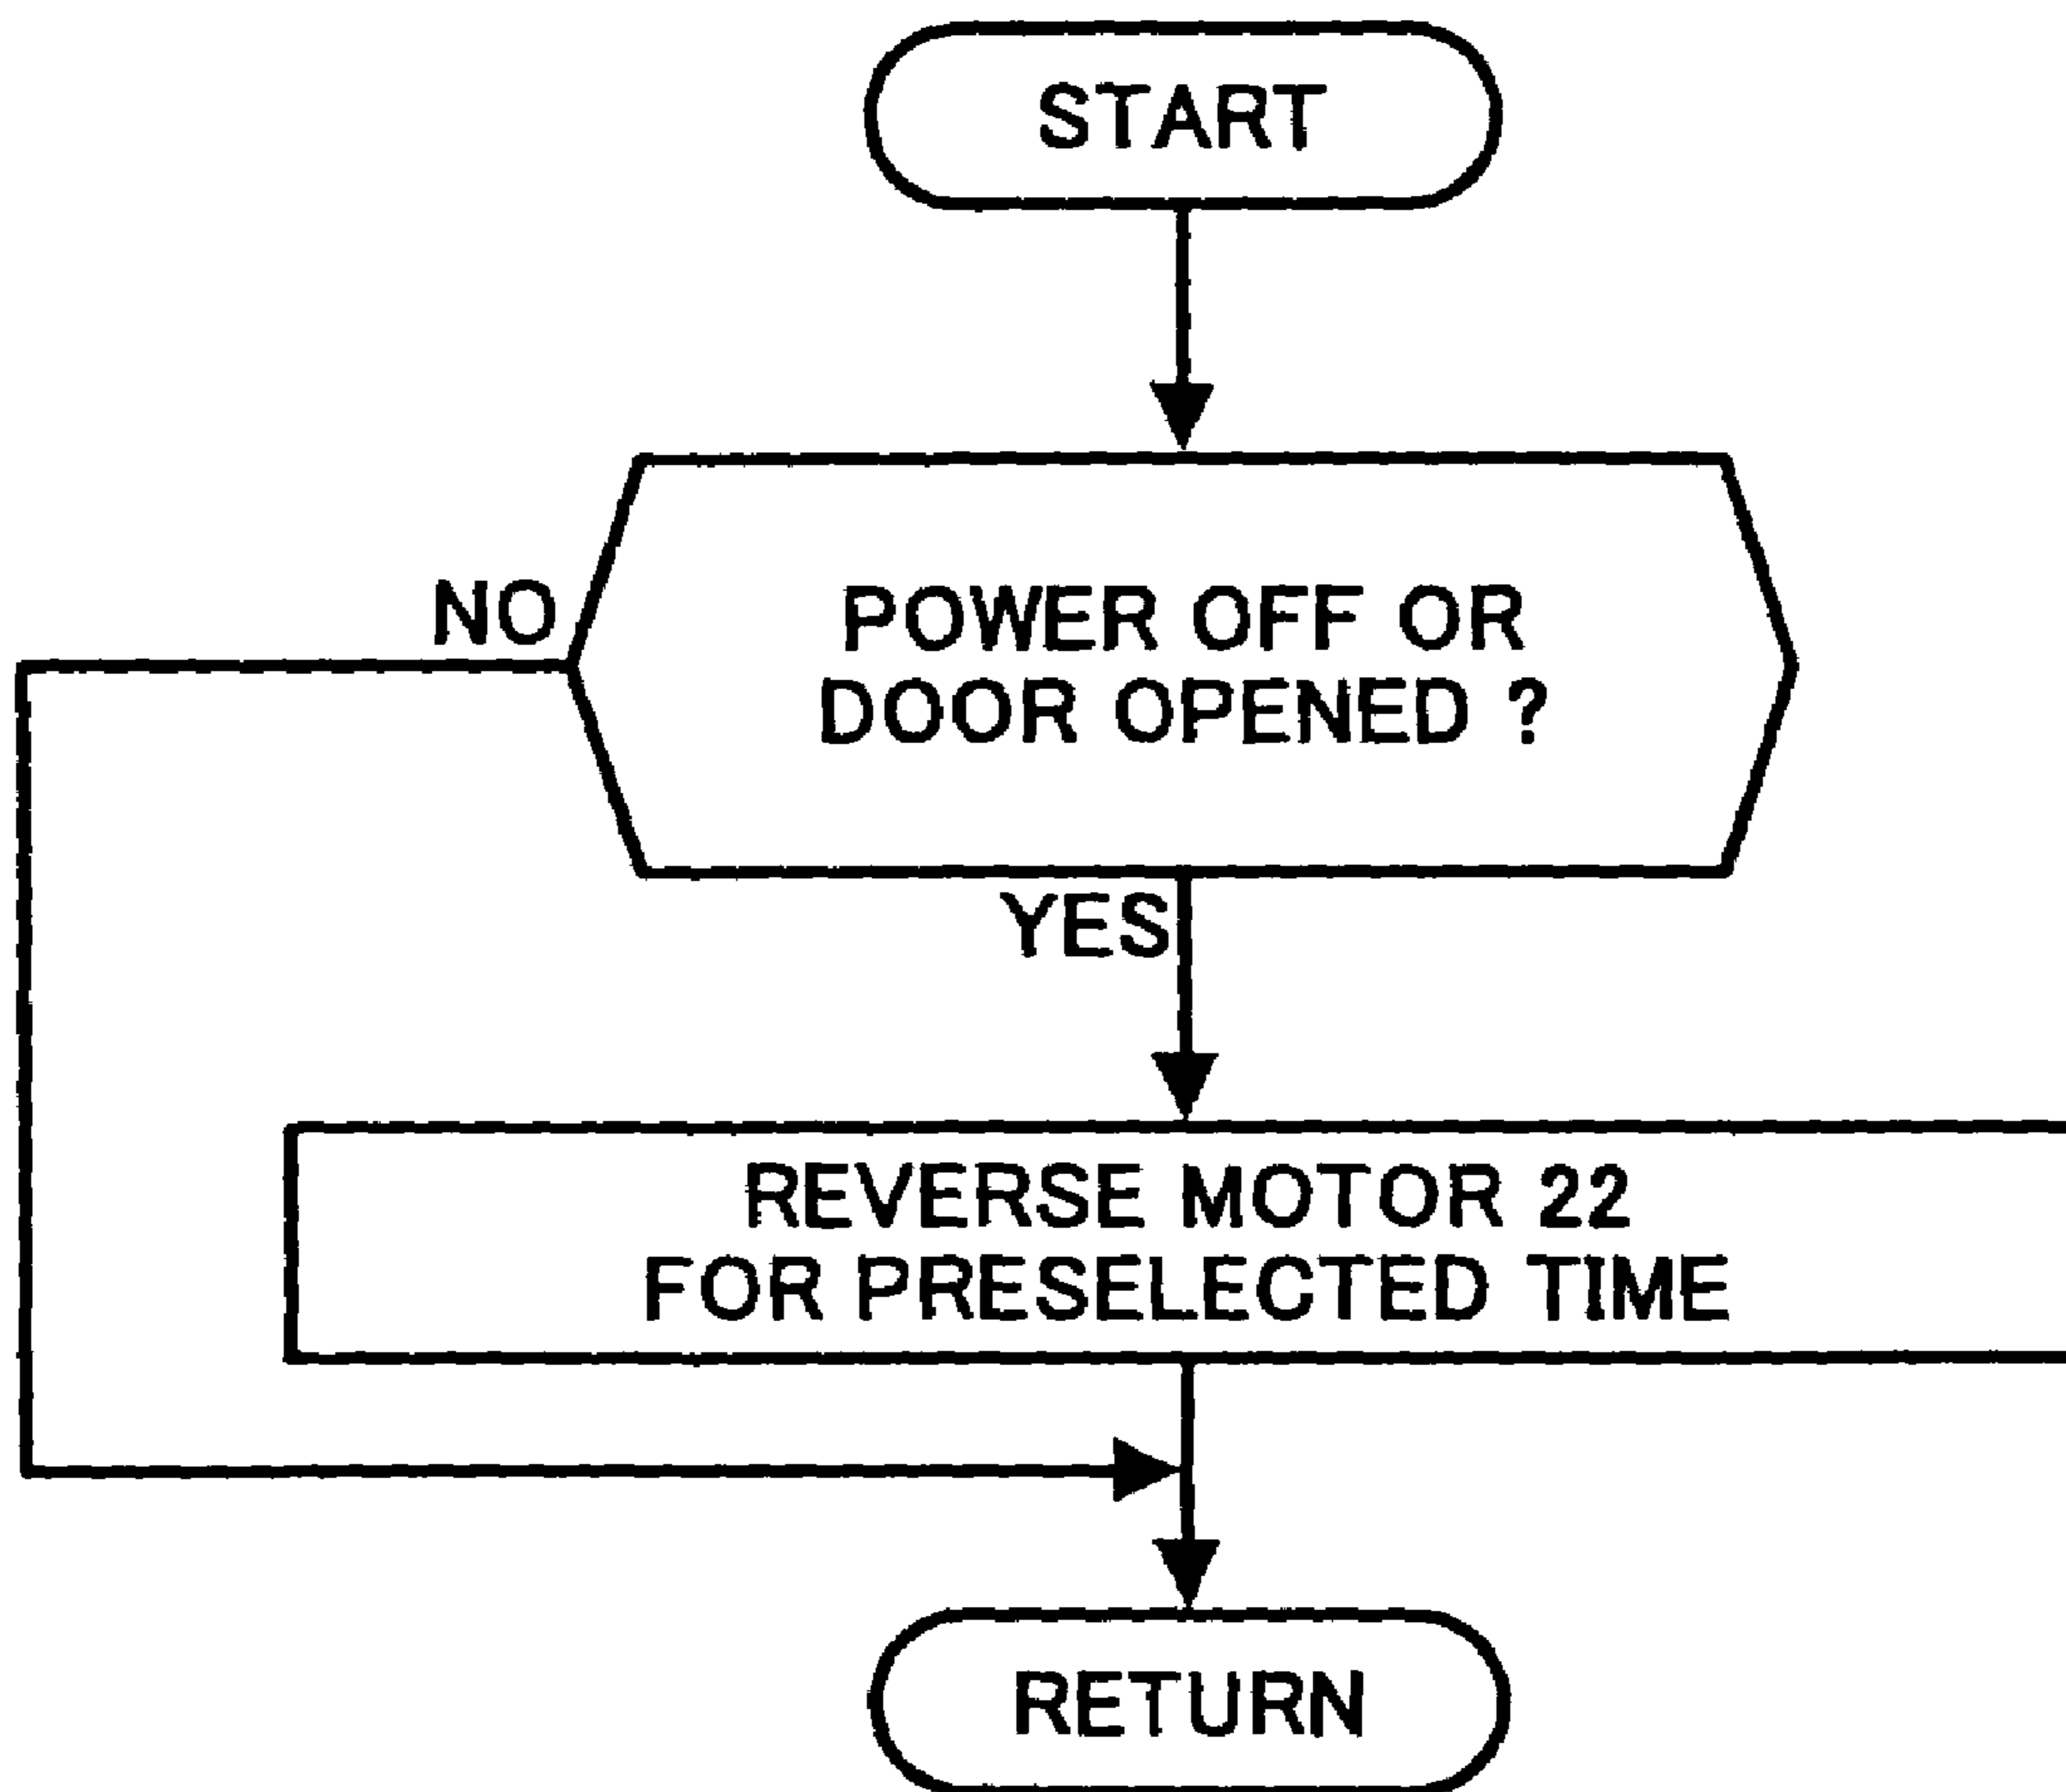 START
NO
POWER OFF OR
DOOR OPENED ?
YES
REVERSE MOTOR 22
FOR PRESELECTED TIME
RETURN